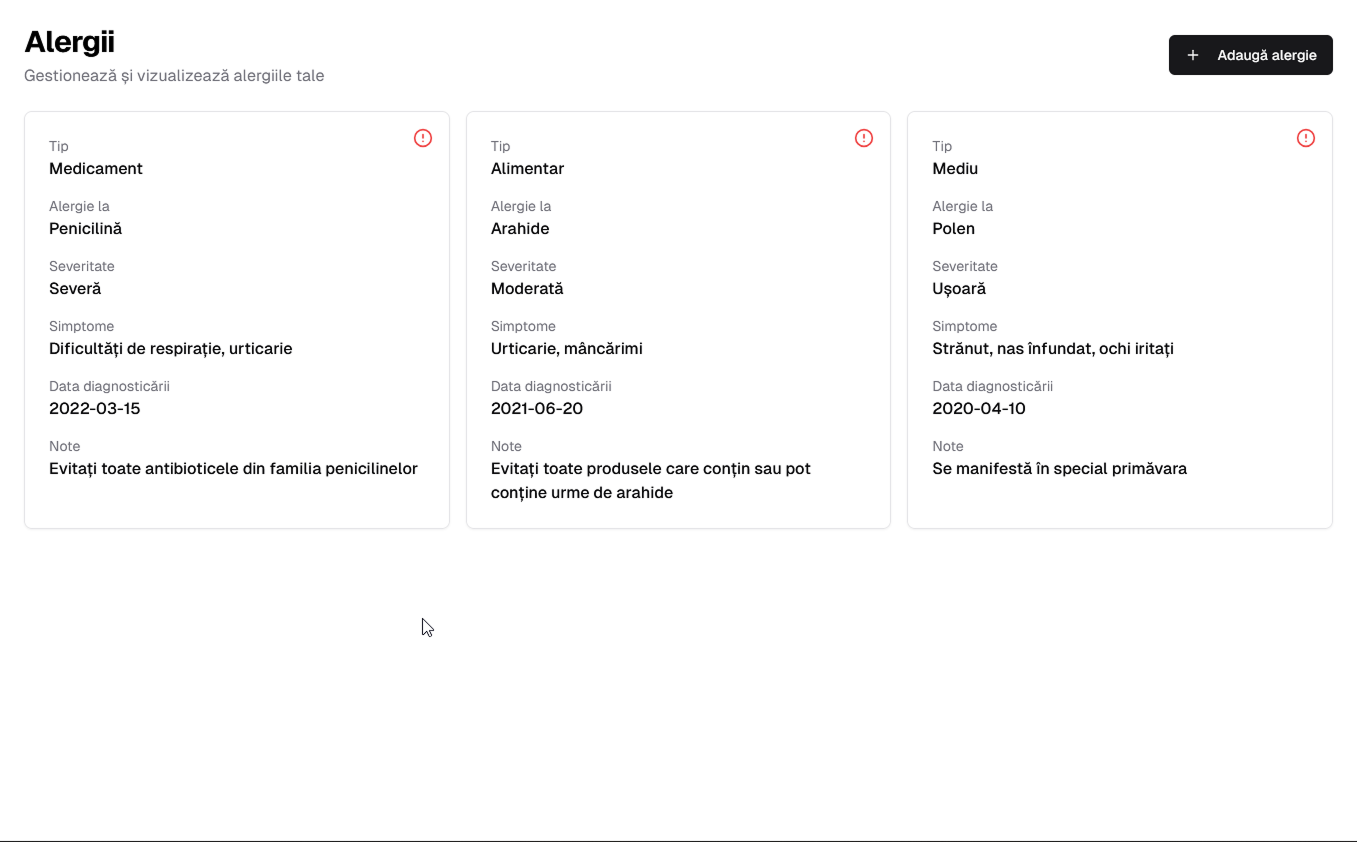 Alergii
Gestionează și vizualizează alergiile tale
Adaugă alergie
Tip
Medicament
Alergie la
Penicilină
Severitate
Severă
Simptome
Dificultăți de respirație, urticarie
Data diagnosticării
2022-03-15
Note
Evitați toate antibioticele din familia penicilinelor
Tip
Alimentar
Alergie la
Arahide
Severitate
Moderată
Simptome
Urticarie, mâncărimi
Data diagnosticării
2021-06-20
Note
Evitați toate produsele care conțin sau pot
conține urme de arahide
Tip
Mediu
Alergie la
Polen
Severitate
Ușoară
Simptome
Strănut, nas înfundat, ochi iritați
Data diagnosticării
2020-04-10
Note
Se manifestă în special primăvara